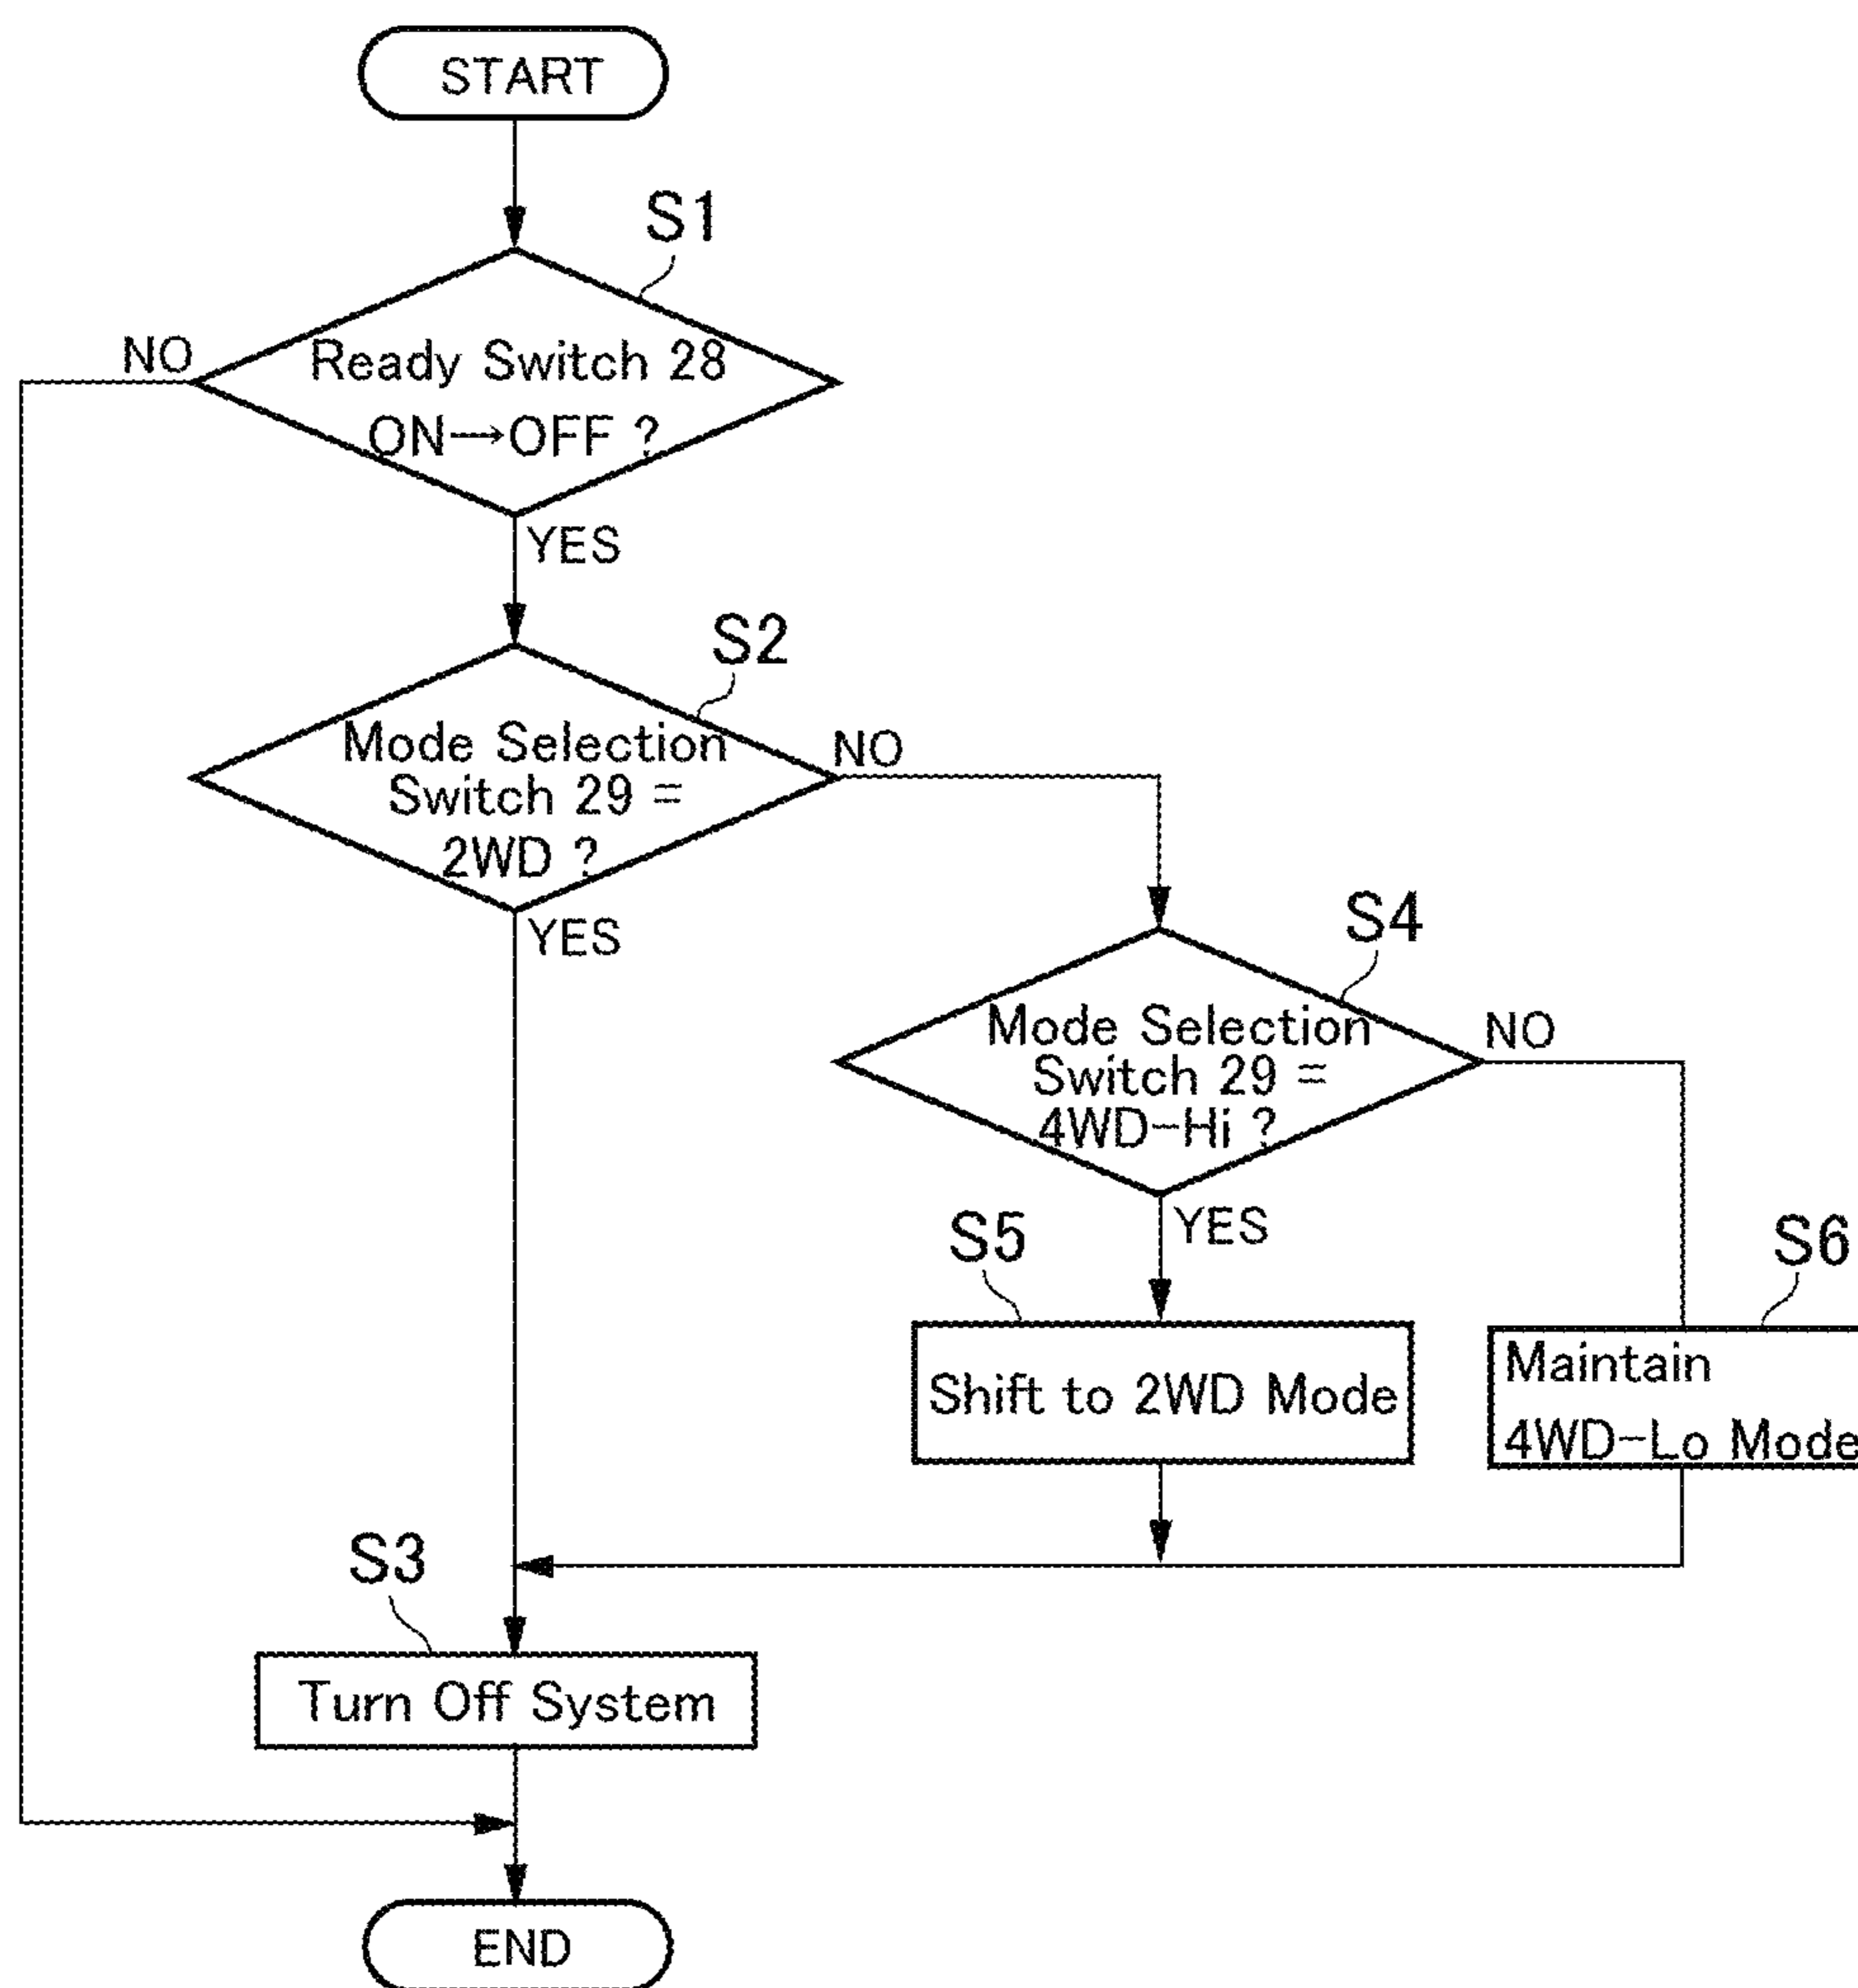 START
S1
NO
Ready Switch 28
ON→OFF ?
YES
S2
Mode Selection
Switch 29 =
2WD ?
NO
YES
S4
Mode Selection
Switch 29 =
4WD-Hi ?
NO
YES
S5
Shift to 2WD Mode
S6
Maintain
4WD-Lo Mode
S3
Turn Off System
END